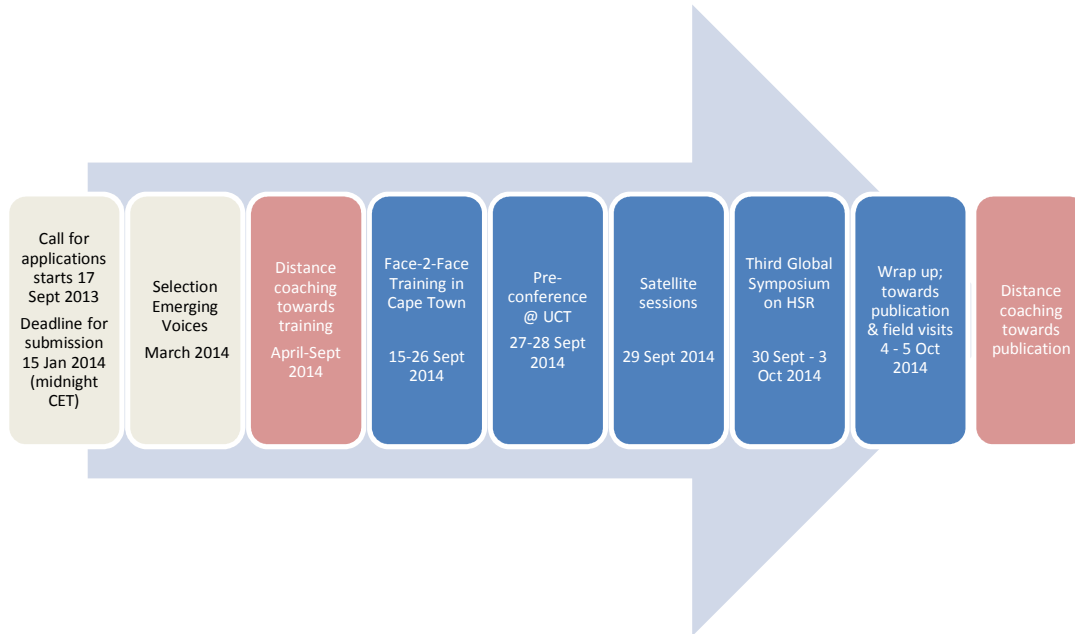 Call for
applications
starts 17
Sept 2013
Deadline for
submission
15 Jan 2014
(midnight
CET)
Selection
Emerging
Voices
March 2014
Distance
coaching
towards
training
April-Sept
2014
Face-2-Face
Training in
Cape Town
15-26 Sept
2014
Pre-
conference
@ UCT
27-28 Sept
2014
Satellite
sessions
29 Sept 2014
Third Global
Symposium
on HSR
30 Sept - 3
Oct 2014
Wrap up;
towards
publication
& field visits
4 - 5 Oct
2014
Distance
coaching
towards
publication